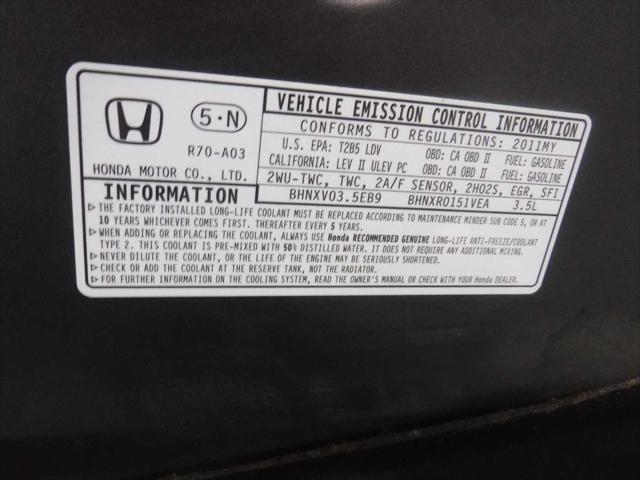 5·N
R70-A03
HONDA MOTOR CO., LTD.
VEHICLE EMISSION CONTROL INFORMATION
CONFORMS TO REGULATIONS: 2011MY
U.S. EPA: T2B5 LDV OBD: CA OBD II FUEL: GASOLINE
CALIFORNIA: LEV II ULEV PC OBD: CA OBD II FUEL: GASOLINE
2WU-TWC, TWC, 2A/F SENSOR, 2HO2S, EGR, SFI
BHNXV03.5EB9 BHNXR0151VEA 3.5L
INFORMATION
▷THE FACTORY INSTALLED LONG-LIFE COOLANT MUST BE REPLACED ACCORDING TO MAINTENANCE MINDER SUB CODE 5, OR AT
10 YEARS WHICHEVER COMES FIRST. THEREAFTER EVERY 5 YEARS.
▷WHEN ADDING OR REPLACING THE COOLANT, ALWAYS USE Honda RECOMMENDED GENUINE LONG-LIFE ANTI-FREEZE/COOLANT
TYPE 2. THIS COOLANT IS PRE-MIXED WITH 50% DISTILLED WATER. IT NEVER NEEDS MIXING.
▷NEVER DILUTE THE COOLANT, OR THE LIFE OF THE ENGINE MAY BE SERIOUSLY SHORTENED.
▷CHECK OR ADD THE COOLANT AT THE RESERVE TANK, NOT THE RADIATOR.
▷FOR FURTHER INFORMATION ON THE COOLING SYSTEM, READ THE OWNER'S MANUAL OR CHECK WITH YOUR Honda DEALER.